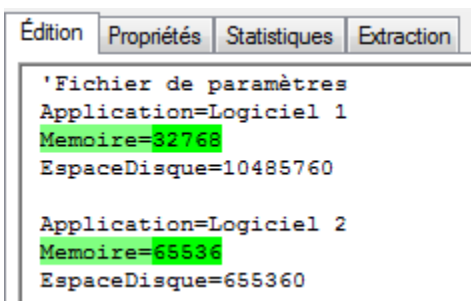 Édition Propriétés Statistiques Extraction
'Fichier de paramètres
Application=Logiciel 1
Memoire=32768
EspaceDisque=10485760
Application=Logiciel 2
Memoire=65536
EspaceDisque=655360